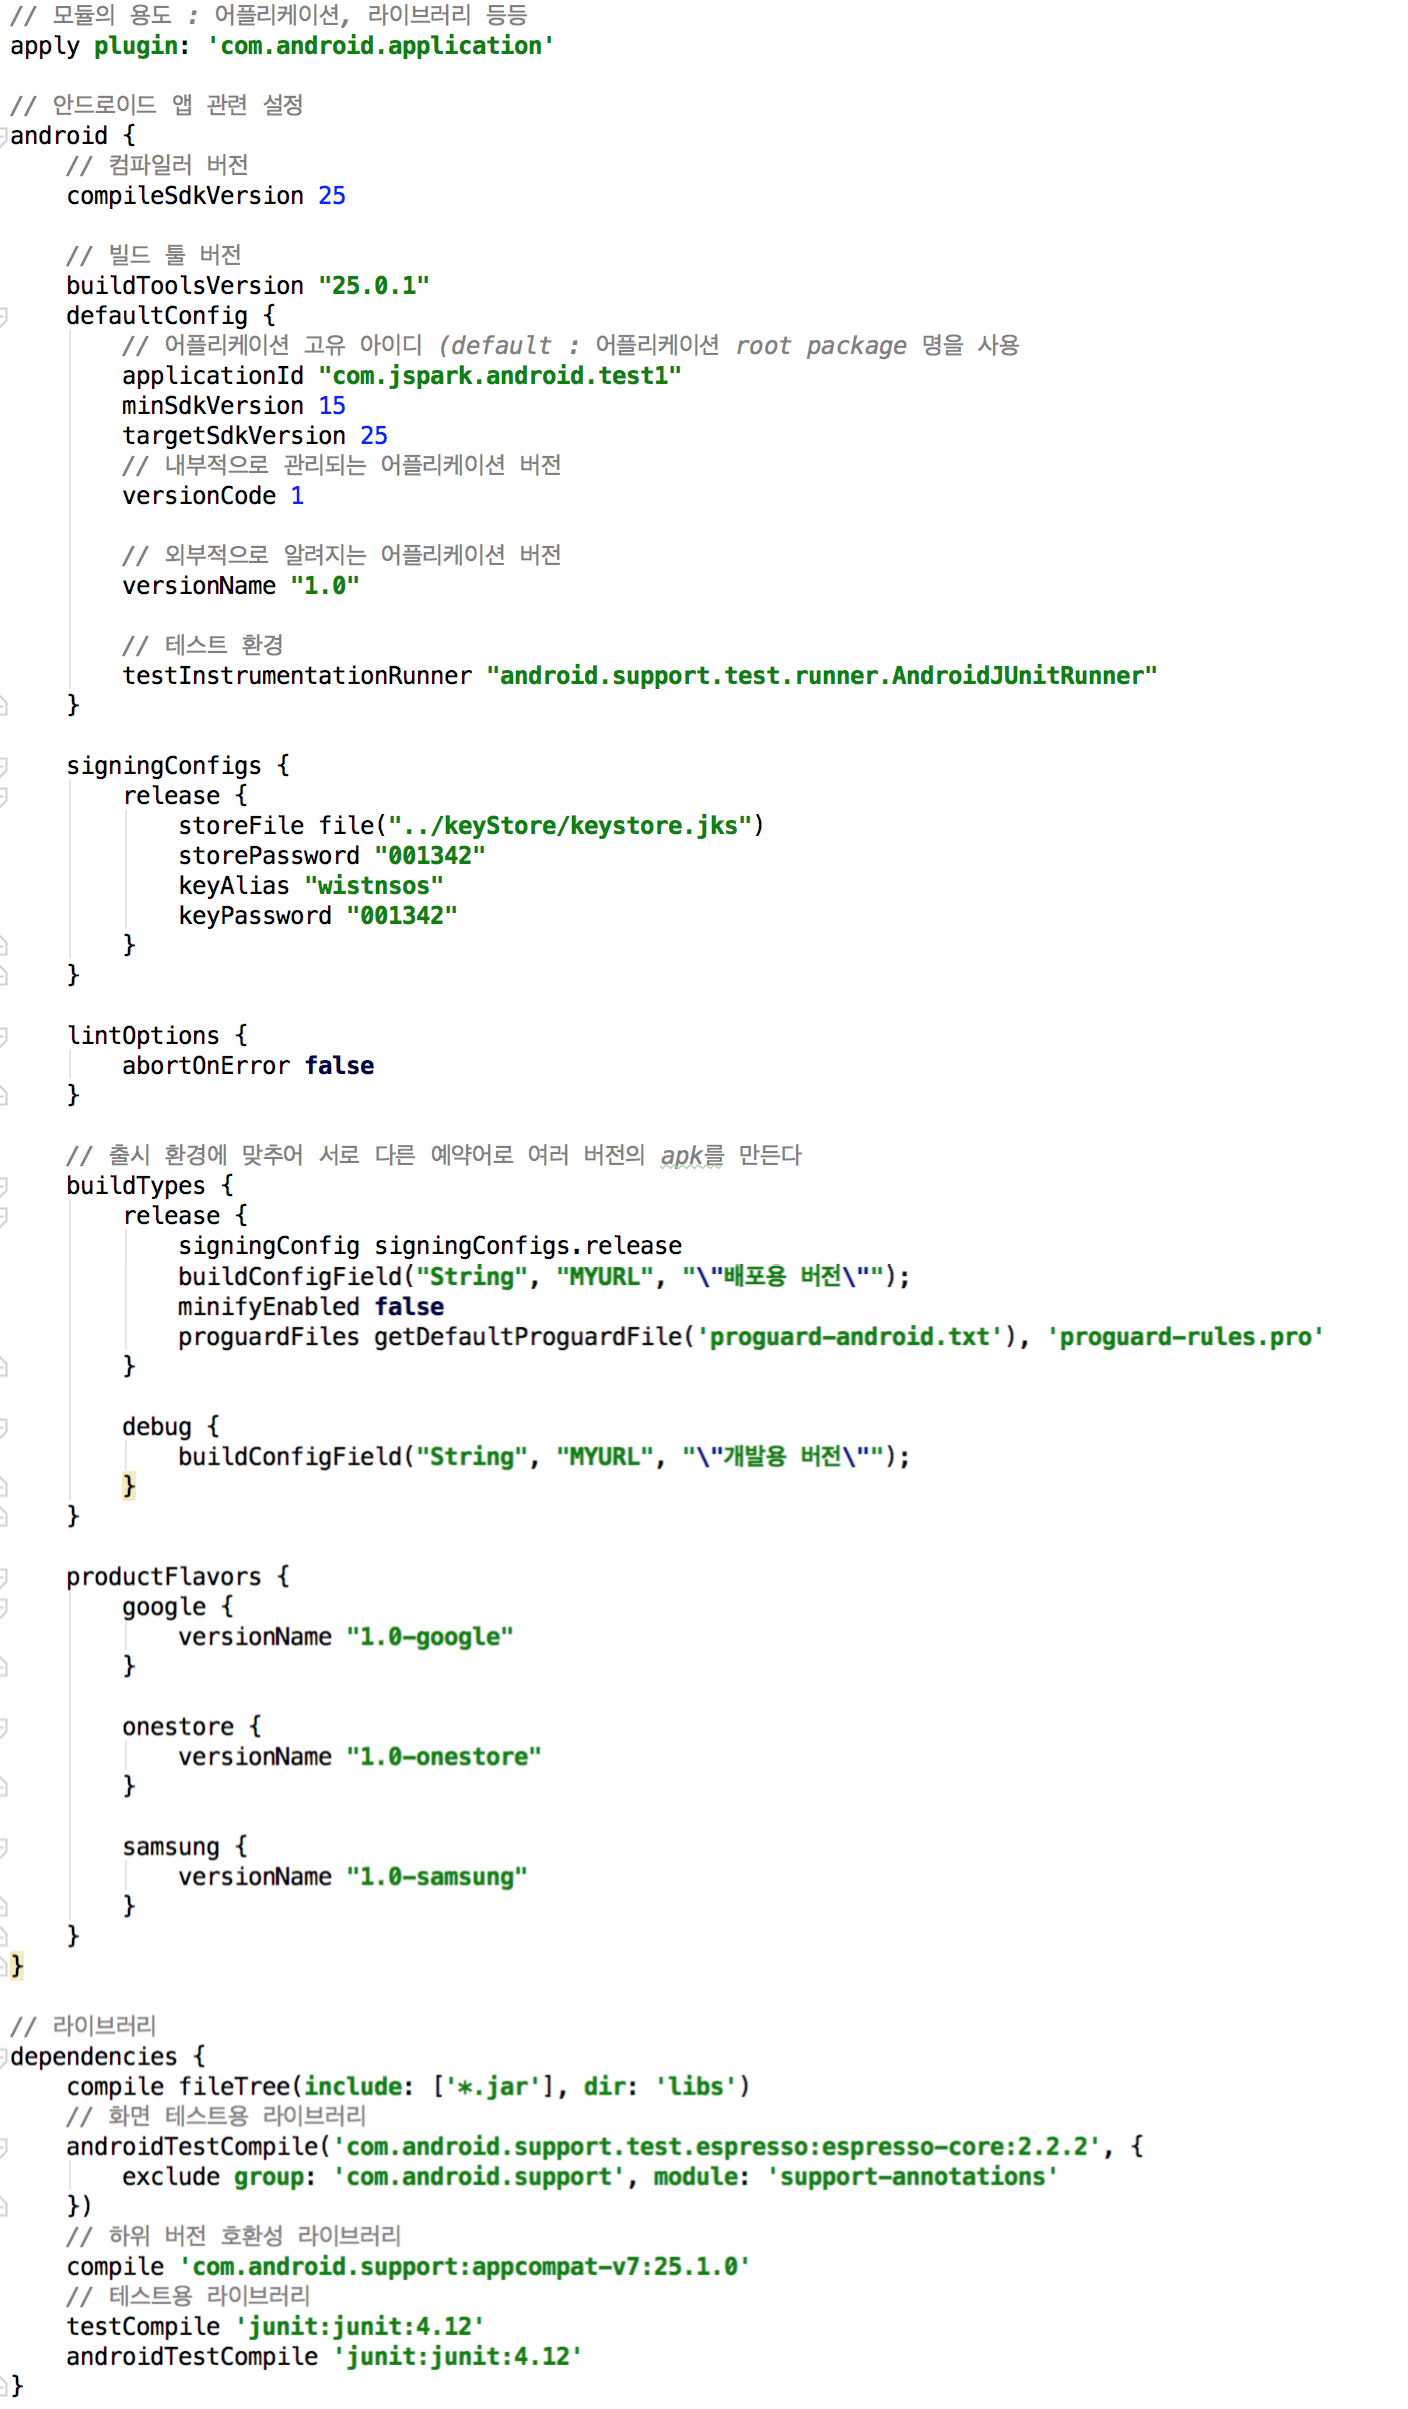 // 모듈의 용도 : 어플리케이션, 라이브러리 등등
apply plugin: 'com.android.application'
// 안드로이드 앱 관련 설정
android {
// 컴파일러 버전
compileSdkVersion 25
// 빌드 툴 버전
buildToolsVersion "25.0.1"
defaultConfig {
// 어플리케이션 고유 아이디 (default : 어플리케이션 root package 명을 사용
applicationId "com.jspark.android.test1"
minSdkVersion 15
targetSdkVersion 25
// 내부적으로 관리되는 어플리케이션 버전
versionCode 1
// 외부적으로 알려지는 어플리케이션 버전
versionName "1.0"
// 테스트 환경
testInstrumentationRunner "android.support.test.runner.AndroidJUnitRunner"
}
signingConfigs {
release {
storeFile file("../keyStore/keystore.jks")
storePassword "001342"
keyAlias "wistnsos"
keyPassword "001342"
}
}
lintOptions {
abortOnError false
}
// 출시 환경에 맞추어 서로 다른 예약어로 여러 버전의 apk를 만든다
buildTypes {
release {
signingConfig signingConfigs.release
buildConfigField("String", "MYURL", "\"배포용 버전\"");
minifyEnabled false
proguardFiles getDefaultProguardFile('proguard-android.txt'), 'proguard-rules.pro'
}
debug {
buildConfigField("String", "MYURL", "\"개발용 버전\"");
}
}
productFlavors {
google {
versionName "1.0-google"
}
onestore {
versionName "1.0-onestore"
}
samsung {
versionName "1.0-samsung"
}
}
}
// 라이브러리
dependencies {
compile fileTree(include: ['*.jar'], dir: 'libs')
// 화면 테스트용 라이브러리
androidTestCompile('com.android.support.test.espresso:espresso-core:2.2.2', {
exclude group: 'com.android.support', module: 'support-annotations'
})
// 하위 버전 호환성 라이브러리
compile 'com.android.support:appcompat-v7:25.1.0'
// 테스트용 라이브러리
testCompile 'junit:junit:4.12'
androidTestCompile 'junit:junit:4.12'
}